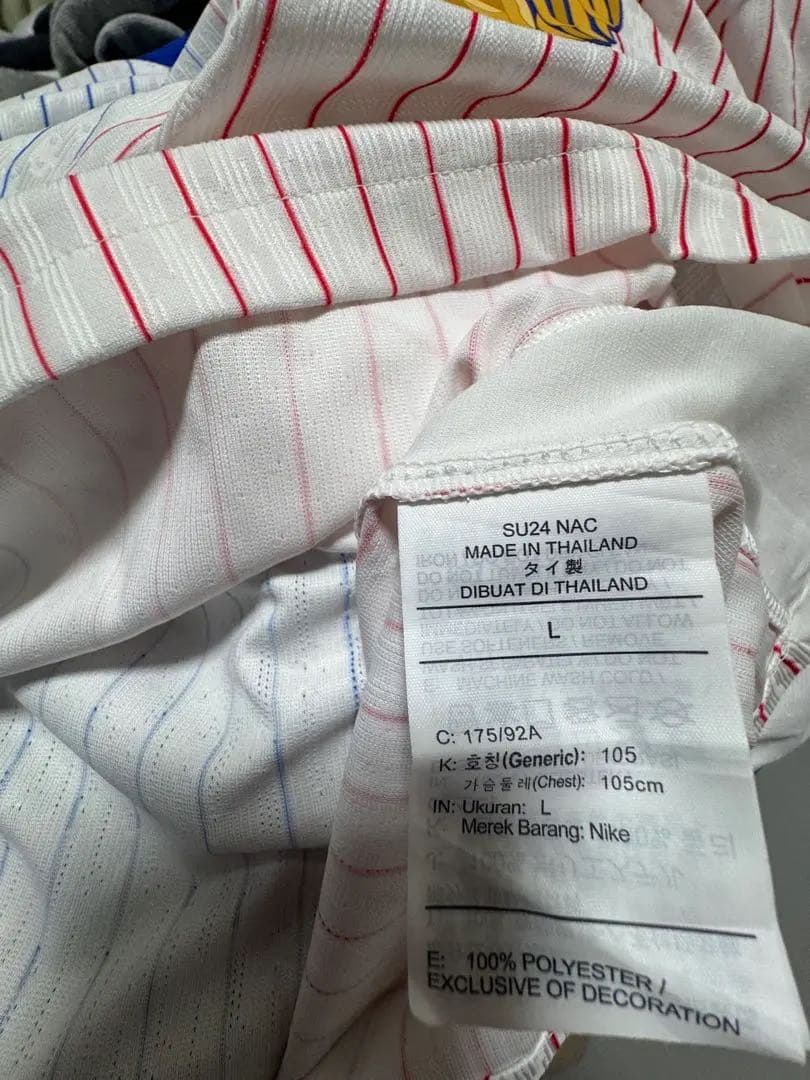 SU24 NAC
MADE IN THAILAND
タイ製
DIBUAT DI THAILAND
L
C: 175/92A
K: 호칭(Generic): 105
가슴둘레(Chest): 105cm
IN: Ukuran: L
Merek Barang: Nike
E: 100% POLYESTER /
EXCLUSIVE OF DECORATION